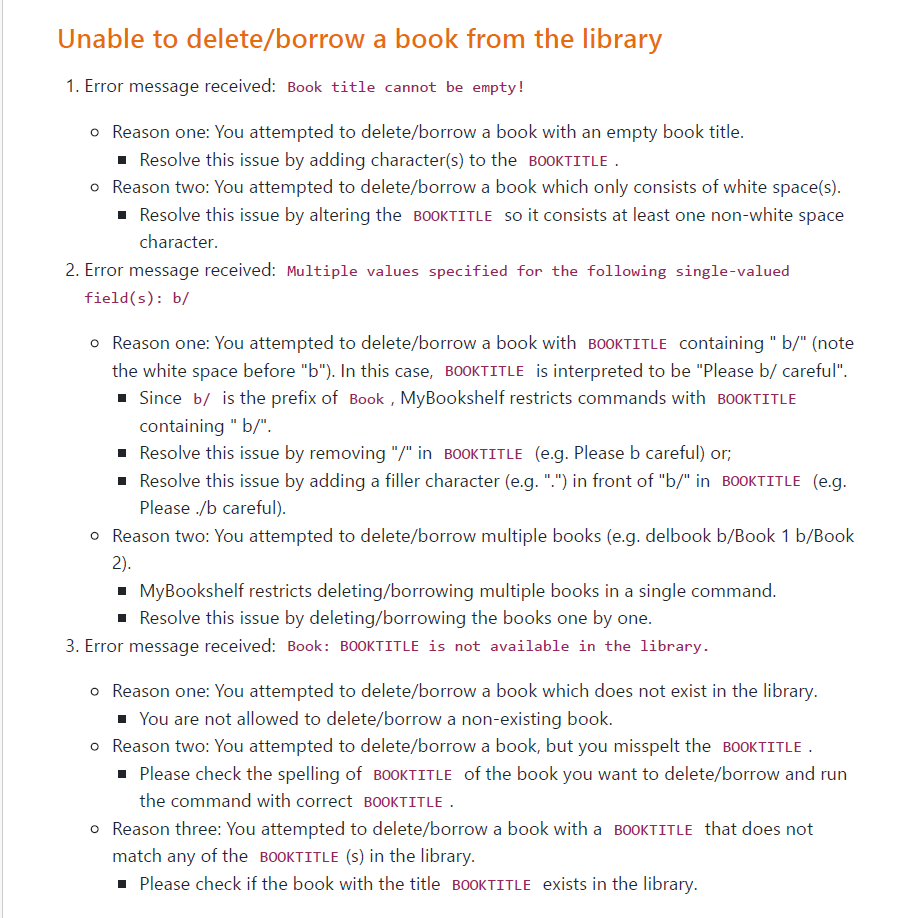 Unable to delete/borrow a book from the library
1. Error message received: Book title cannot be empty!
Reason one: You attempted to delete/borrow a book with an empty book title.
Resolve this issue by adding character(s) to the BOOKTITLE .
Reason two: You attempted to delete/borrow a book which only consists of white space(s).
Resolve this issue by altering the BOOKTITLE so it consists at least one non-white space
character.
2. Error message received: Multiple values specified for the following single-valued
field(s): b/
Reason one: You attempted to delete/borrow a book with BOOKTITLE containing " b/" (note
the white space before "b"). In this case, BOOKTITLE is interpreted to be "Please b/ careful".
Since b/ is the prefix of Book , MyBookshelf restricts commands with BOOKTITLE
containing " b/".
Resolve this issue by removing "/" in BOOKTITLE (e.g. Please b careful) or;
Resolve this issue by adding a filler character (e.g. ".") in front of "b/" in BOOKTITLE (e.g.
Please ./b careful).
Reason two: You attempted to delete/borrow multiple books (e.g. delbook b/Book 1 b/Book
2).
MyBookshelf restricts deleting/borrowing multiple books in a single command.
Resolve this issue by deleting/borrowing the books one by one.
3. Error message received: Book: BOOKTITLE is not available in the library.
Reason one: You attempted to delete/borrow a book which does not exist in the library.
You are not allowed to delete/borrow a non-existing book.
Reason two: You attempted to delete/borrow a book, but you misspelt the BOOKTITLE .
Please check the spelling of BOOKTITLE of the book you want to delete/borrow and run
the command with correct BOOKTITLE .
Reason three: You attempted to delete/borrow a book with a BOOKTITLE that does not
match any of the BOOKTITLE (s) in the library.
Please check if the book with the title BOOKTITLE exists in the library.